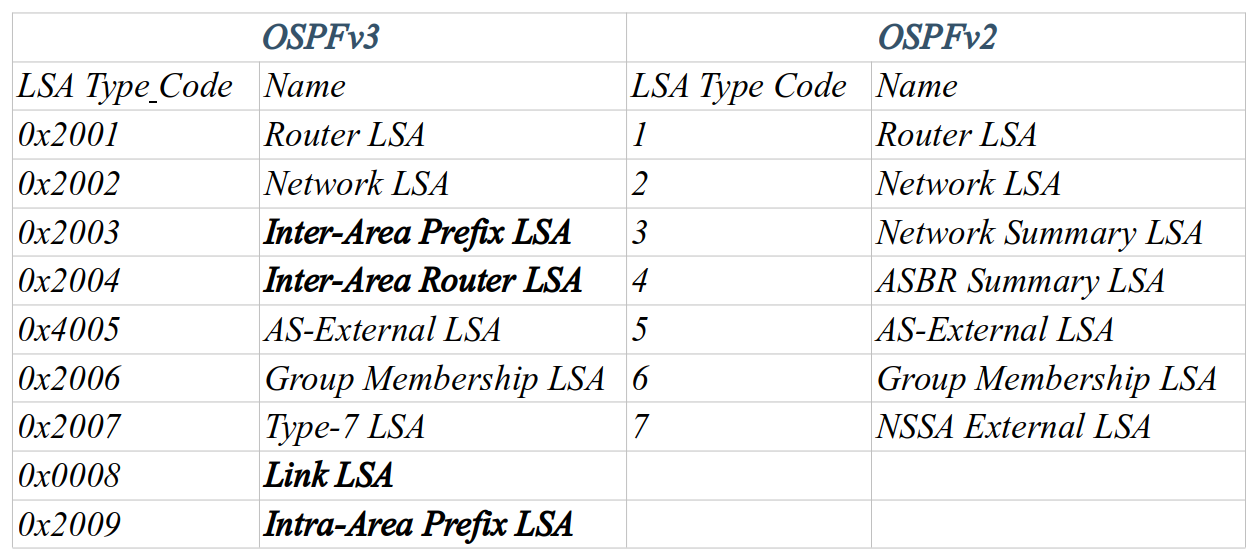 OSPFv3 OSPFv2
LSA Type Code Name LSA Type Code Name
0x2001 Router LSA 1 Router LSA
0x2002 Network LSA 2 Network LSA
0x2003 Inter-Area Prefix LSA 3 Network Summary LSA
0x2004 Inter-Area Router LSA 4 ASBR Summary LSA
0x4005 AS-External LSA 5 AS-External LSA
0x2006 Group Membership LSA 6 Group Membership LSA
0x2007 Type-7 LSA 7 NSSA External LSA
0x0008 Link LSA
0x2009 Intra-Area Prefix LSA